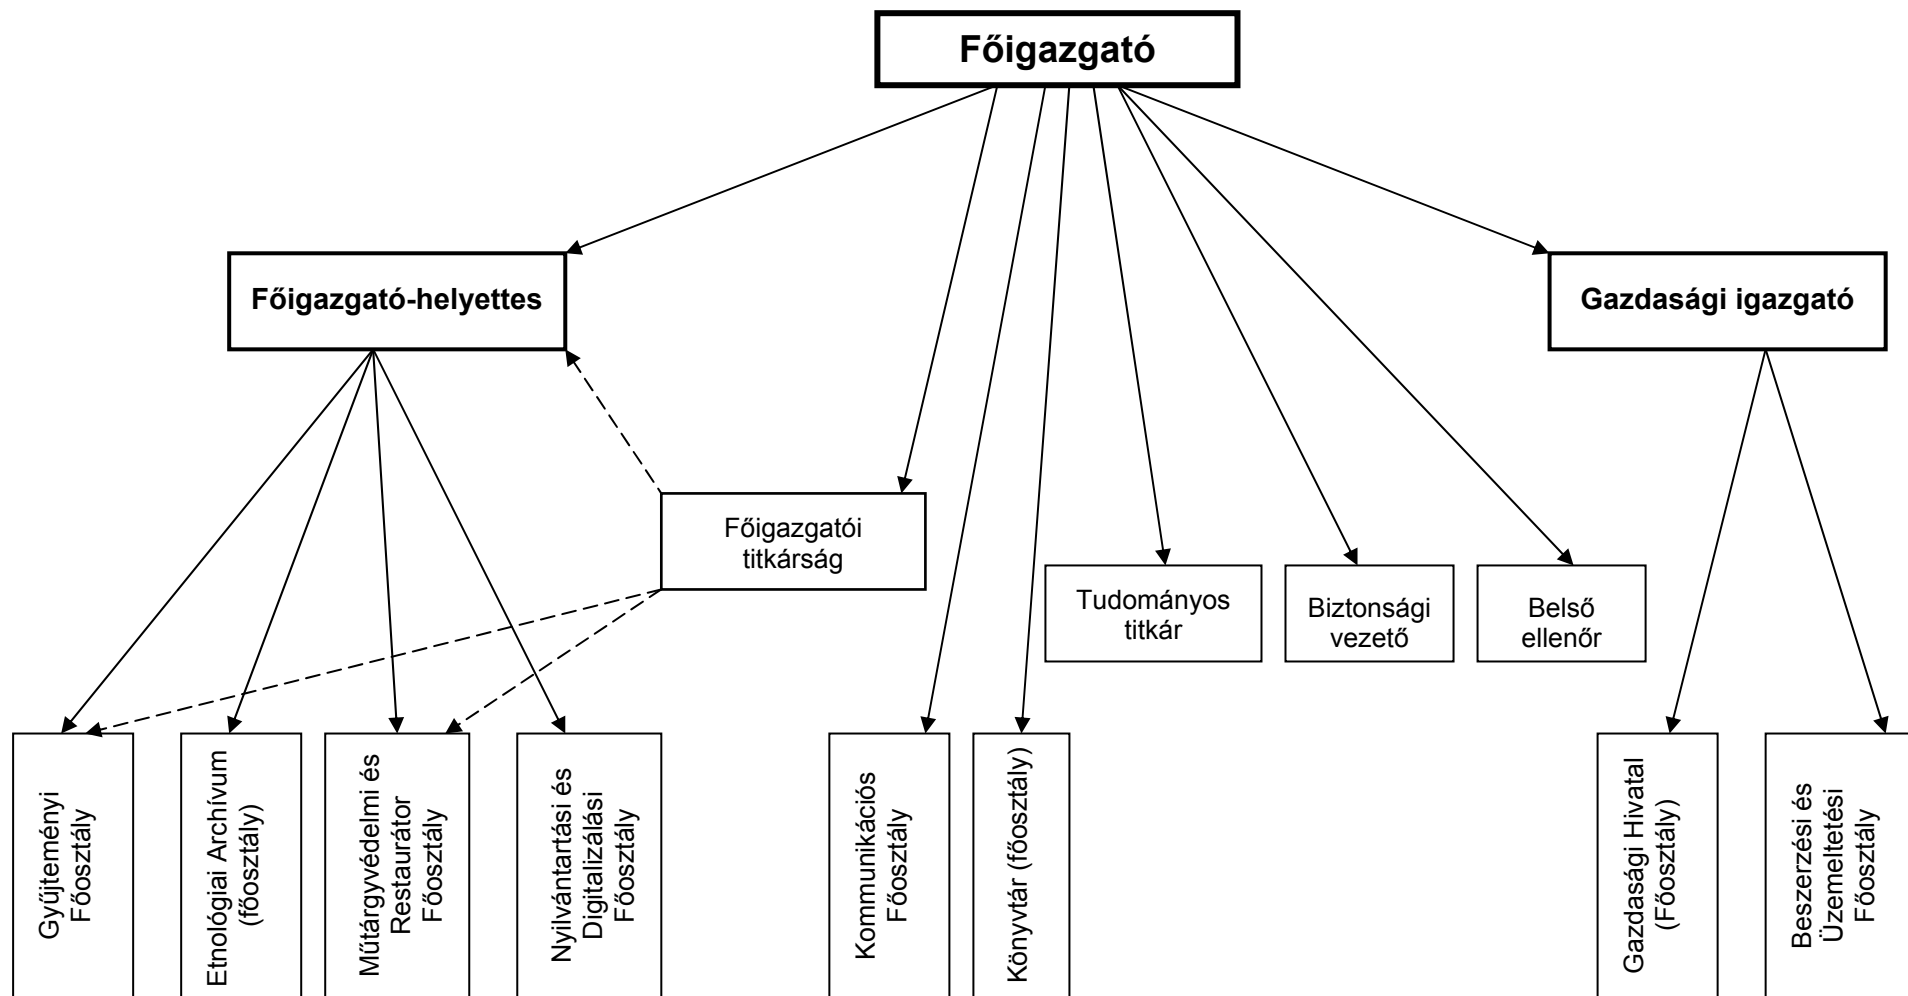 Főigazgató
Főigazgató-helyettes
Gazdasági igazgató
Főigazgatói
titkárság
Tudományos
titkár
Biztonsági
vezető
Belső
ellenőr
Gyűjteményi
Főosztály
Etnológiai Archívum
(főosztály)
Műtárgyvédelmi és
Restaurátor
Főosztály
Nyilvántartási és
Digitalizálási
Főosztály
Kommunikációs
Főosztály
Könyvtár (főosztály)
Gazdasági Hivatal
(Főosztály)
Beszerzési és
Üzemeltetési
Főosztály